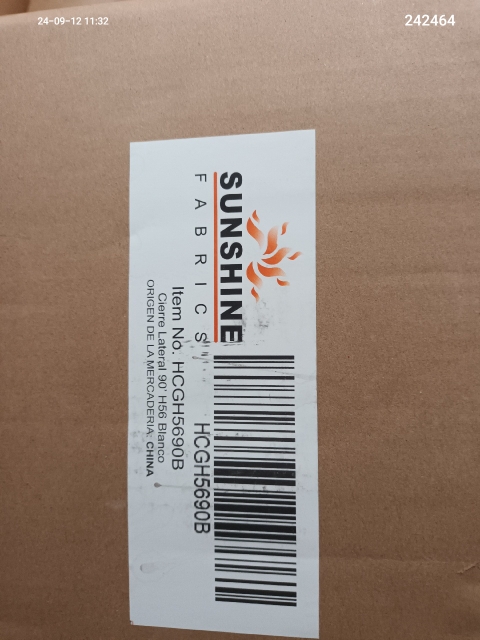 24-09-12 11:32
242464
SUNSHINE
FABRICS
HCGH5690B
Item No: HCGH5690B
Cierre Lateral 90' H56 Blanco
ORIGEN DE LA MERCADERIA: CHINA